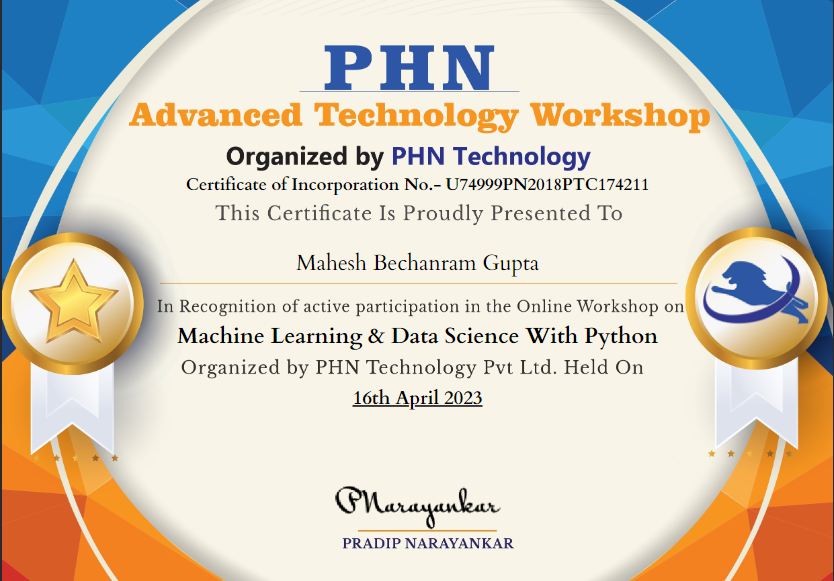 PHN
Advanced Technology Workshop
Organized by PHN Technology
Certificate of Incorporation No.- U74999PN2018PTC174211
This Certificate Is Proudly Presented To
Mahesh Bechanram Gupta
In Recognition of active participation in the Online Workshop on
Machine Learning & Data Science With Python
Organized by PHN Technology Pvt Ltd. Held On
16th April 2023
PNarayankar
PRADIP NARAYANKAR